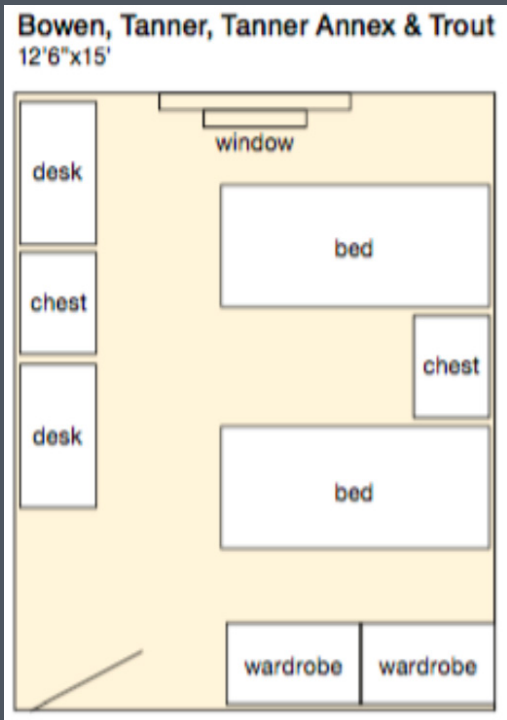 Bowen, Tanner, Tanner Annex & Trout
12'6"x15'
window
desk
bed
chest
chest
desk
bed
wardrobe wardrobe